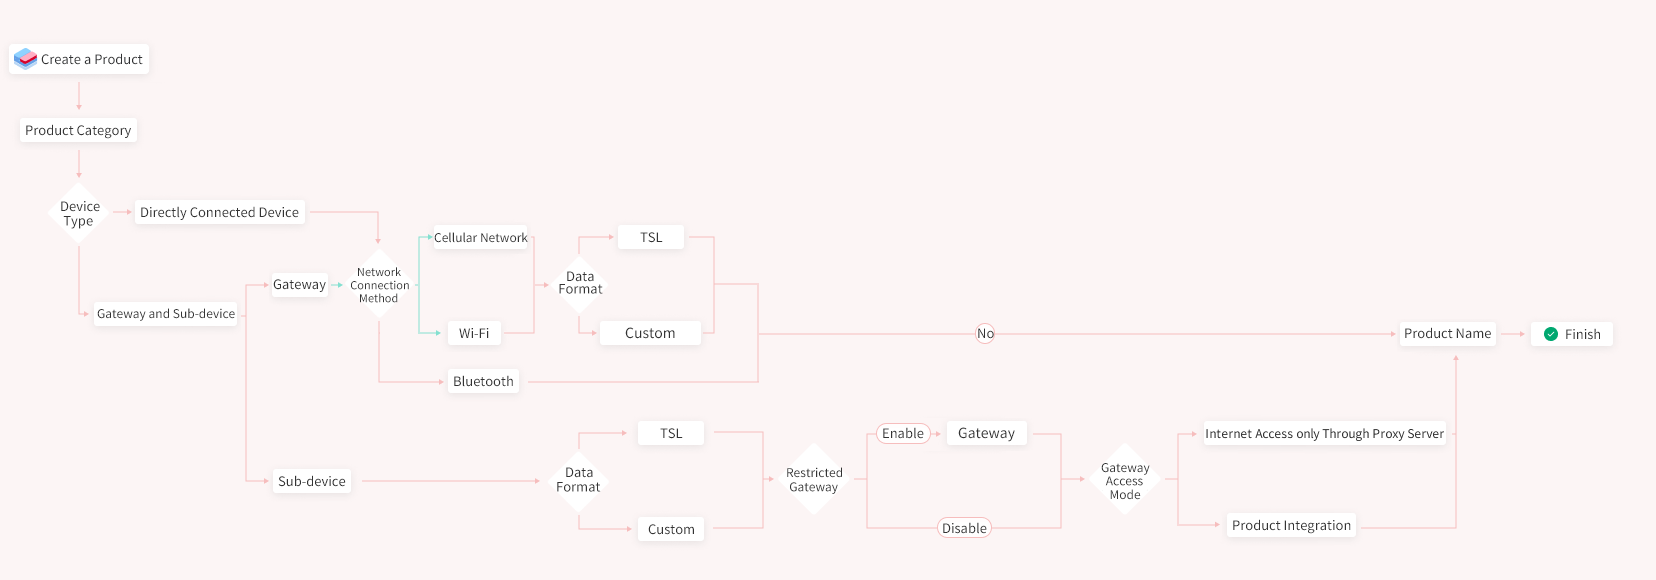 Create a Product
Product Category
Device
Type
Directly Connected Device
Gateway and Sub-device
Gateway
Network
Connection
Method
Cellular Network
Wi-Fi
Bluetooth
Data
Format
TSL
Custom
No
Product Name
Finish
Sub-device
Data
Format
TSL
Custom
Restricted
Gateway
Enable
Gateway
Disable
Gateway
Access
Mode
Internet Access only Through Proxy Server
Product Integration